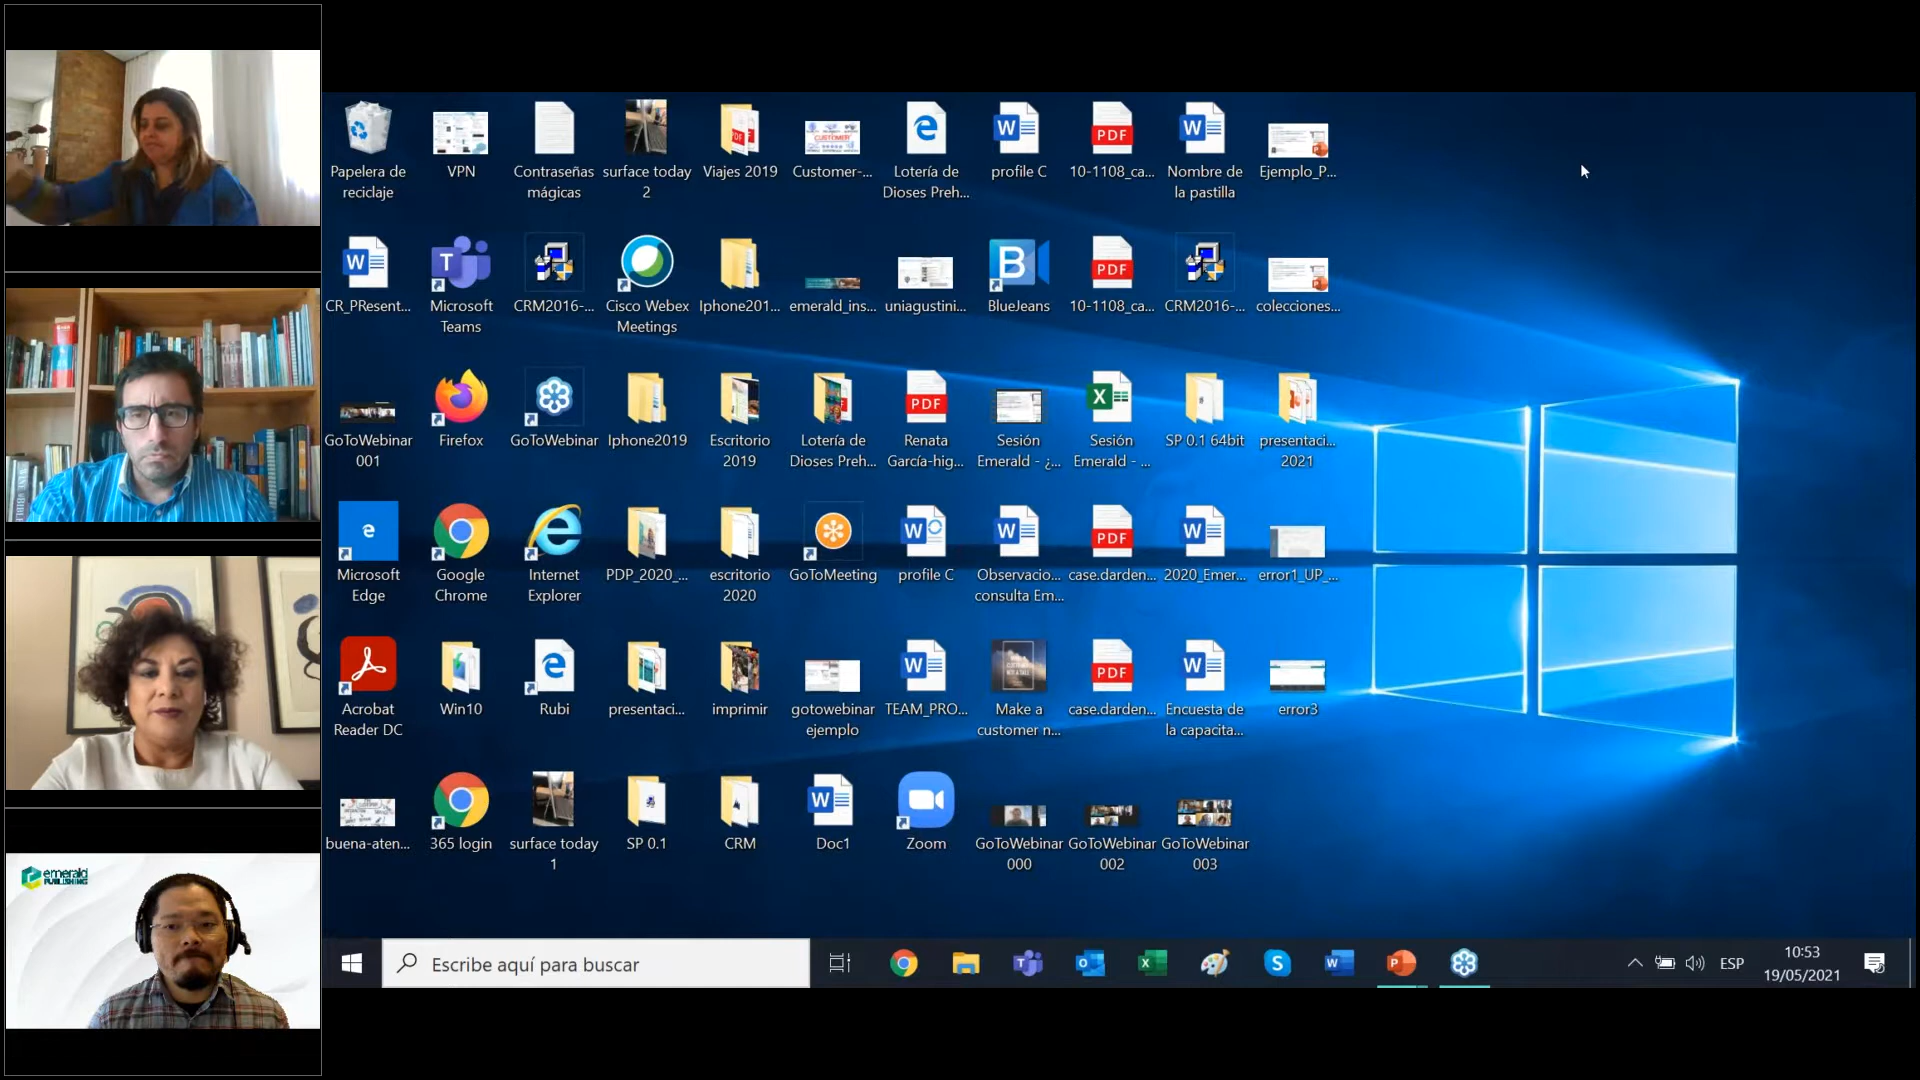 emerald
PUBLISHING
Papelera de
reciclaje
VPN
Contraseñas
mágicas
surface today
2
Viajes 2019
Customer-...
Lotería de
Dioses Preh...
profile C
10-1108_ca...
Nombre de
la pastilla
Ejemplo_P...
CR_PResent...
Microsoft
Teams
CRM2016-...
Cisco Webex
Meetings
Iphone201...
emerald_ins...
uniagustini...
BlueJeans
10-1108_ca...
CRM2016-...
colecciones...
GoToWebinar
001
Firefox
GoToWebinar
Iphone2019
Escritorio
2019
Lotería de
Dioses Preh...
Renata
García-hig...
Sesión
Emerald - ¿...
Sesión
Emerald - ...
SP 0.1 64bit
presentaci...
2021
Microsoft
Edge
Google
Chrome
Internet
Explorer
PDP_2020_...
escritorio
2020
GoToMeeting
profile C
Observacio...
consulta Em...
case.darden...
2020_Emer...
error1_UP_...
Acrobat
Reader DC
Win10
Rubi
presentaci...
imprimir
gotowebinar
ejemplo
TEAM_PRO...
Make a
customer n...
case.darden...
Encuesta de
la capacita...
error3
buena-aten...
365 login
surface today
1
SP 0.1
CRM
Doc1
Zoom
GoToWebinar
000
GoToWebinar
002
GoToWebinar
003
Escribe aquí para buscar
ESP
10:53
19/05/2021